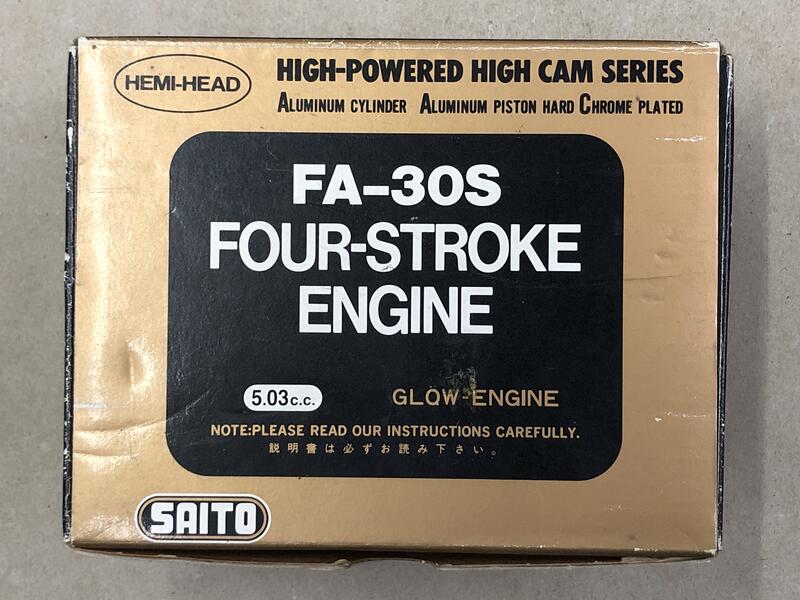 HEMI-HEAD
HIGH-POWERED HIGH CAM SERIES
ALUMINUM CYLINDER ALUMINUM PISTON HARD CHROME PLATED
FA-30S
FOUR-STROKE
ENGINE
5.03c.c. GLOW-ENGINE
NOTE:PLEASE READ OUR INSTRUCTIONS CAREFULLY.
説明書は必ずお読み下さい。
SAITO